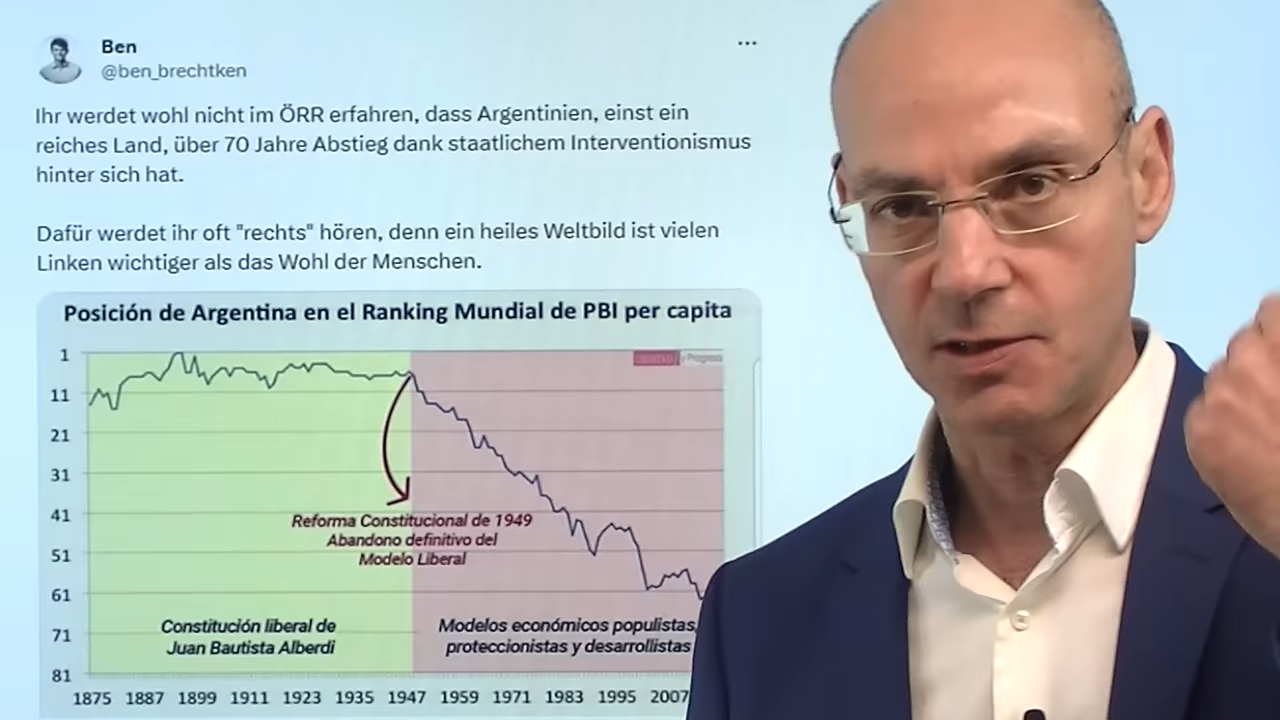 Ben
@ben_brechtken
Ihr werdet wohl nicht im ÖRR erfahren, dass Argentinien, einst ein
reiches Land, über 70 Jahre Abstieg dank staatlichem Interventionismus
hinter sich hat.
Dafür werdet ihr oft "rechts" hören, denn ein heiles Weltbild ist vielen
Linken wichtiger als das Wohl der Menschen.
Posición de Argentina en el Ranking Mundial de PBI per capita
1
11
21
31
41
51
61
71
81
y Progreso
Reforma Constitucional de 1949
Abandono definitivo del
Modelo Liberal
Constitución liberal de
Juan Bautista Alberdi
Modelos económicos populistas,
proteccionistas y desarrollistas
1875 1887 1899 1911 1923 1935 1947 1959 1971 1983 1995 2007